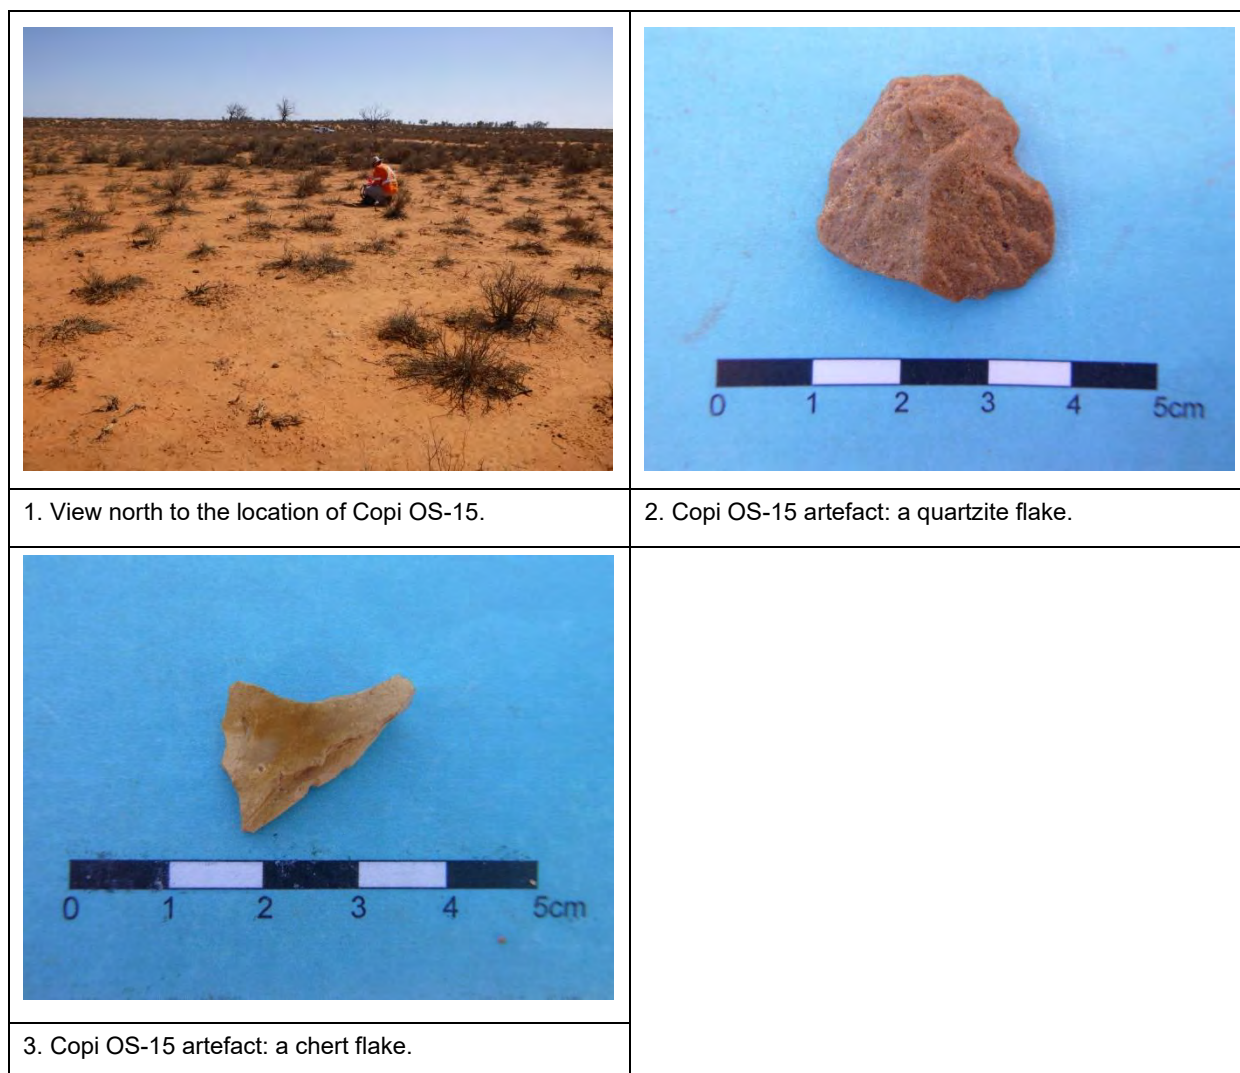 0 1 2 3 4 5cm
1. View north to the location of Copi OS-15.
2. Copi OS-15 artefact: a quartzite flake.
0 1 2 3 4 5cm
3. Copi OS-15 artefact: a chert flake.